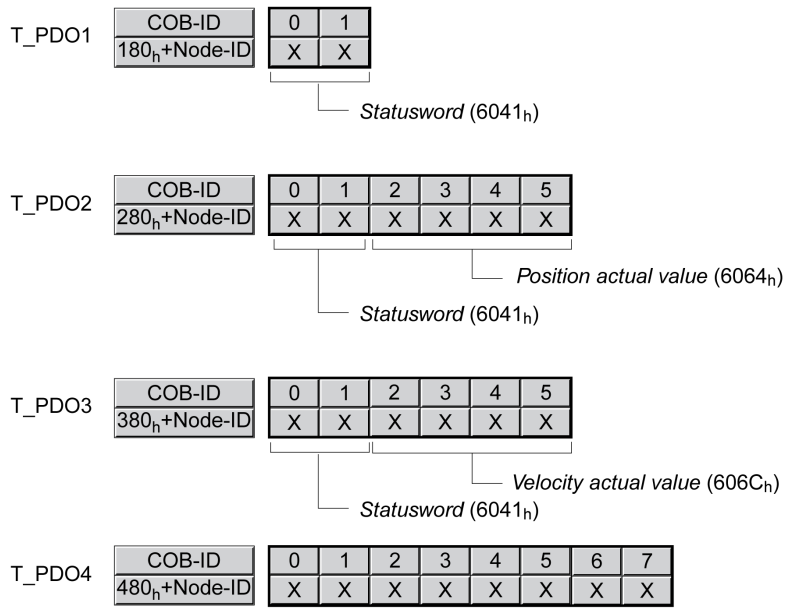 T_PDO1 COB-ID 0 1
180h+Node-ID X X
Statusword (6041h)
T_PDO2 COB-ID 0 1 2 3 4 5
280h+Node-ID X X X X X X
Position actual value (6064h)
Statusword (6041h)
T_PDO3 COB-ID 0 1 2 3 4 5
380h+Node-ID X X X X X X
Velocity actual value (606Ch)
Statusword (6041h)
T_PDO4 COB-ID 0 1 2 3 4 5 6 7
480h+Node-ID X X X X X X X X